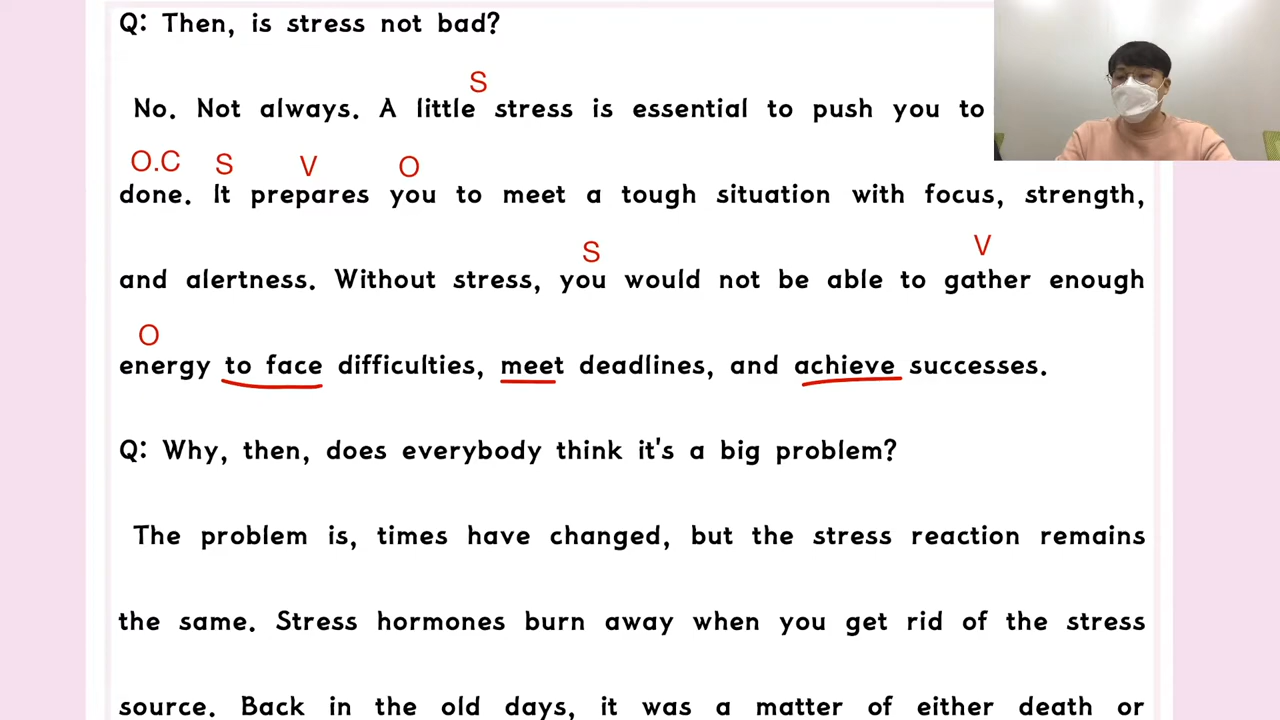 Q: Then, is stress not bad?
S
No. Not always. A little stress is essential to push you to
O.C S V O
done. It prepares you to meet a tough situation with focus, strength,
S V
and alertness. Without stress, you would not be able to gather enough
O
energy to face difficulties, meet deadlines, and achieve successes.
Q: Why, then, does everybody think it's a big problem?
The problem is, times have changed, but the stress reaction remains
the same. Stress hormones burn away when you get rid of the stress
source. Back in the old days, it was a matter of either death or